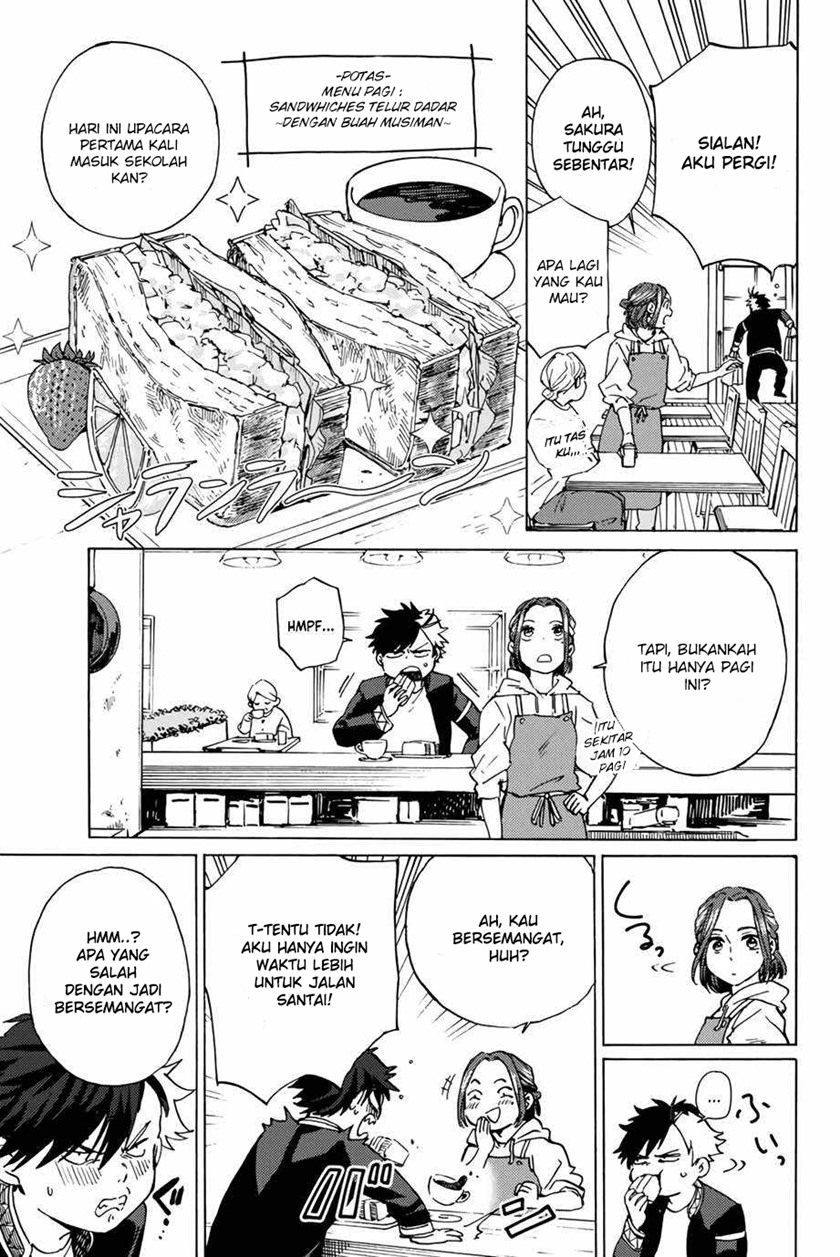 SIALAN!
AKU PERGI!
AH,
SAKURA
TUNGGU
SEBENTAR!
APA LAGI
YANG KAU
MAU?
ITU TAS
KU,,,
-POTAS-
MENU PAGI :
SANDWHICHES TELUR DADAR
~DENGAN BUAH MUSIMAN~
HARI INI UPACARA
PERTAMA KALI
MASUK SEKOLAH
KAN?
シャランラーン
TAPI, BUKANKAH
ITU HANYA PAGI
INI?
ITU
SEKITAR
JAM 10
PAGI
HMPF...
くるっ
...
ふいっ
AH, KAU
BERSEMANGAT,
HUH?
T-TENTU TIDAK!
AKU HANYA INGIN
WAKTU LEBIH
UNTUK JALAN
SANTAI!
HMM..?
APA YANG
SALAH
DENGAN JADI
BERSEMANGAT?